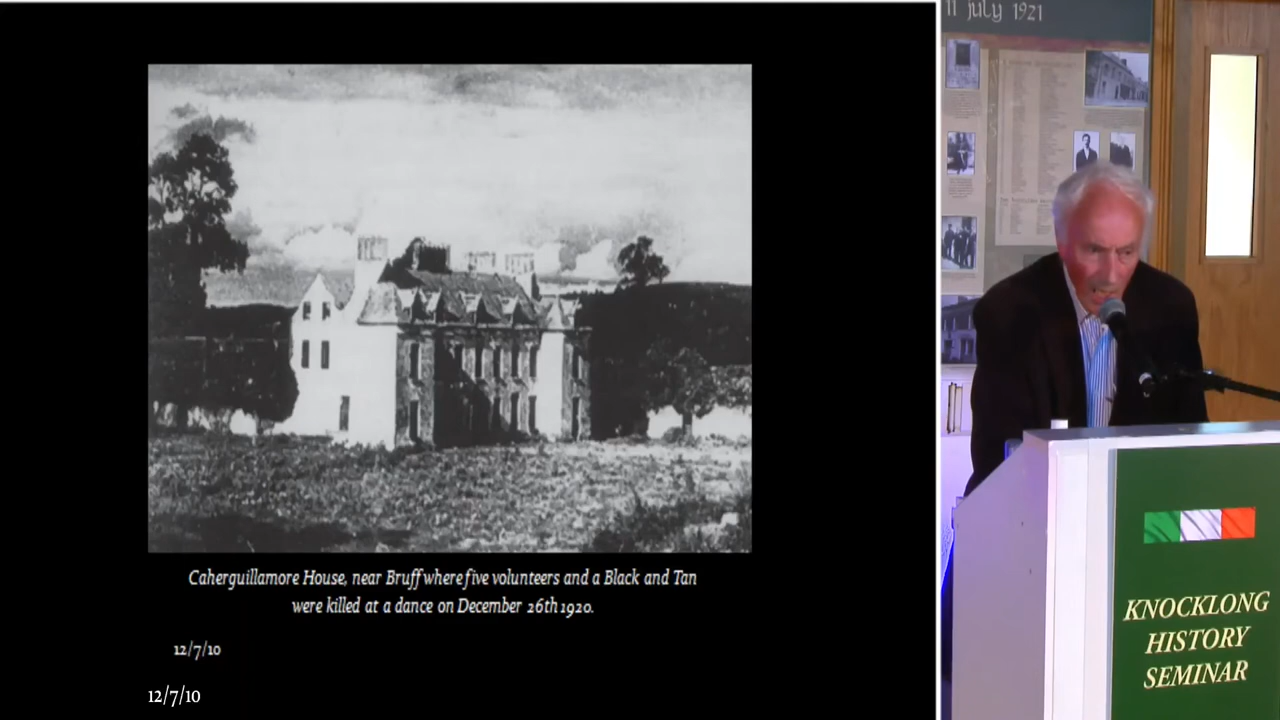 Caherguillamore House, near Bruff where five volunteers and a Black and Tan
were killed at a dance on December 26th 1920.
12/7/10
12/7/10
11 July 1921
KNOCKLONG
HISTORY
SEMINAR